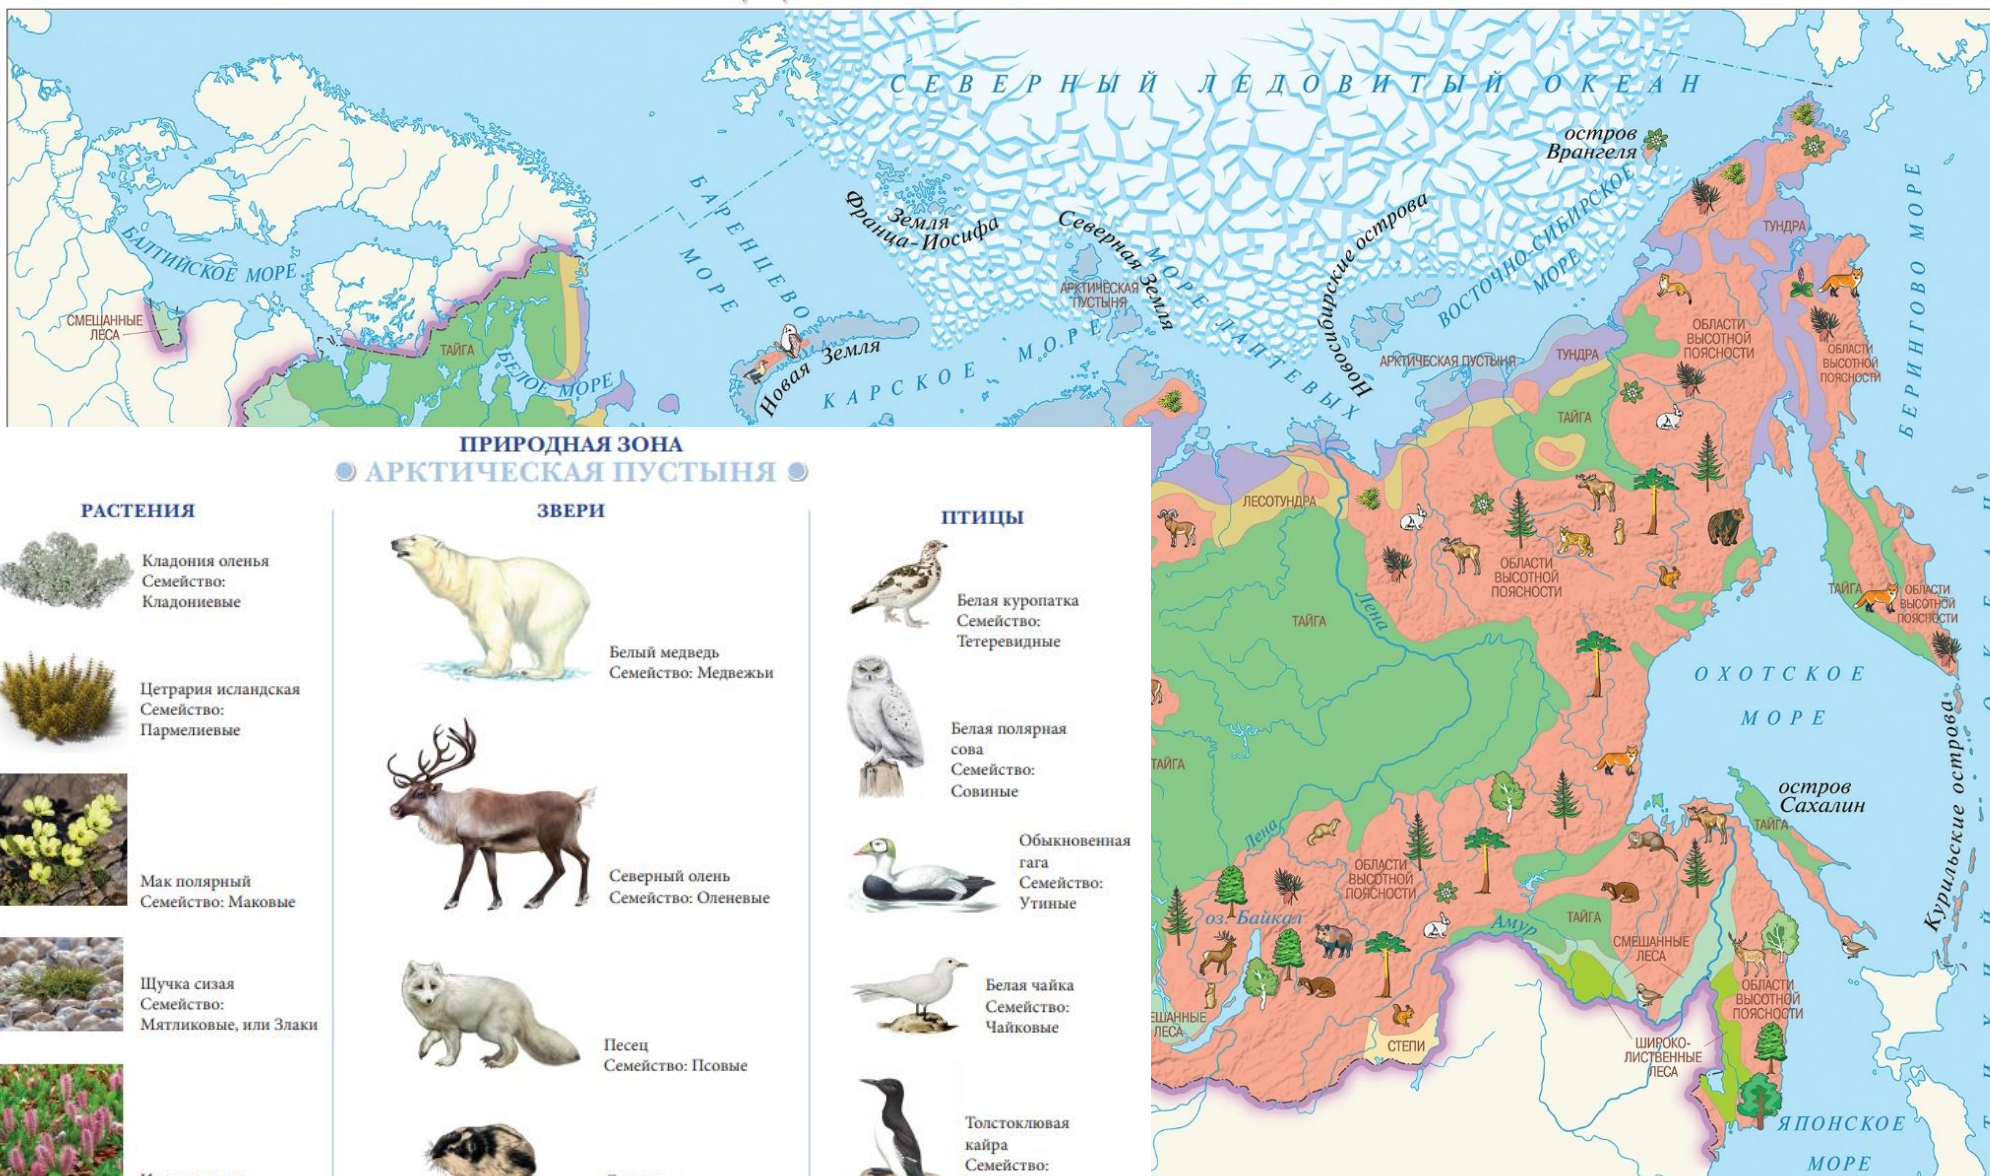 СЕВЕРНЫЙ ЛЕДОВИТЫЙ ОКЕАН
остров
Врангеля
БАРЕНЦЕВО
МОРЕ
Земля
Франца-Иосифа
Северная Земля
МОРЕ ЛАПТЕВЫХ
Новосибирские острова
ВОСТОЧНО-СИБИРСКОЕ
МОРЕ
БЕРИНГОВО МОРЕ
ТУНДРА
БАЛТИЙСКОЕ МОРЕ
СМЕШАННЫЕ
ЛЕСА
ТАЙГА
БЕЛОЕ МОРЕ
Новая Земля
КАРСКОЕ МОРЕ
АРКТИЧЕСКАЯ
ПУСТЫНЯ
АРКТИЧЕСКАЯ ПУСТЫНЯ
ТУНДРА
ОБЛАСТИ
ВЫСОТНОЙ
ПОЯСНОСТИ
ОБЛАСТИ
ВЫСОТНОЙ
ПОЯСНОСТИ
ТАЙГА
ЛЕСОТУНДРА
ОБЛАСТИ
ВЫСОТНОЙ
ПОЯСНОСТИ
ТАЙГА
Лена
ТАЙГА
ОБЛАСТИ
ВЫСОТНОЙ
ПОЯСНОСТИ
ОХОТСКОЕ
МОРЕ
ТАЙГА
остров
Сахалин
ТАЙГА
Курильские острова
Лена
ОБЛАСТИ
ВЫСОТНОЙ
ПОЯСНОСТИ
оз. Байкал
Амур
ТАЙГА
СМЕШАННЫЕ
ЛЕСА
ОБЛАСТИ
ВЫСОТНОЙ
ПОЯСНОСТИ
ЕШАННЫЕ
ЛЕСА
СТЕПИ
ШИРОКО-
ЛИСТВЕННЫЕ
ЛЕСА
ЯПОНСКОЕ
МОРЕ
ПРИРОДНАЯ ЗОНА
АРКТИЧЕСКАЯ ПУСТЫНЯ
РАСТЕНИЯ
Кладония оленья
Семейство:
Кладониевые
Цетрария исландская
Семейство:
Пармелиевые
Мак полярный
Семейство: Маковые
Щучка сизая
Семейство:
Мятликовые, или Злаки
ЗВЕРИ
Белый медведь
Семейство: Медвежьи
Северный олень
Семейство: Оленевые
Песец
Семейство: Псовые
ПТИЦЫ
Белая куропатка
Семейство:
Тетеревидные
Белая полярная
сова
Семейство:
Совиные
Обыкновенная
гага
Семейство:
Утиные
Белая чайка
Семейство:
Чайковые
Толстоклювая
кайра
Семейство: